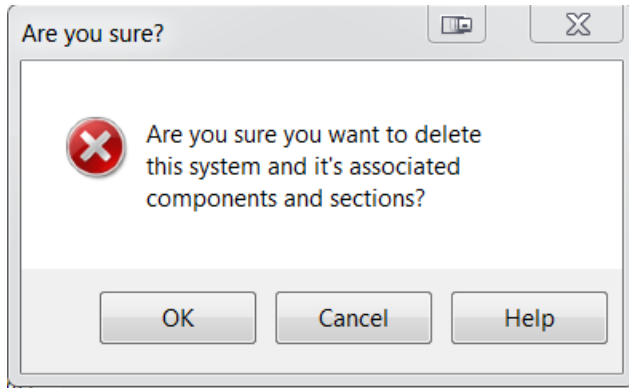 Are you sure?
Are you sure you want to delete
this system and it's associated
components and sections?
OK
Cancel
Help